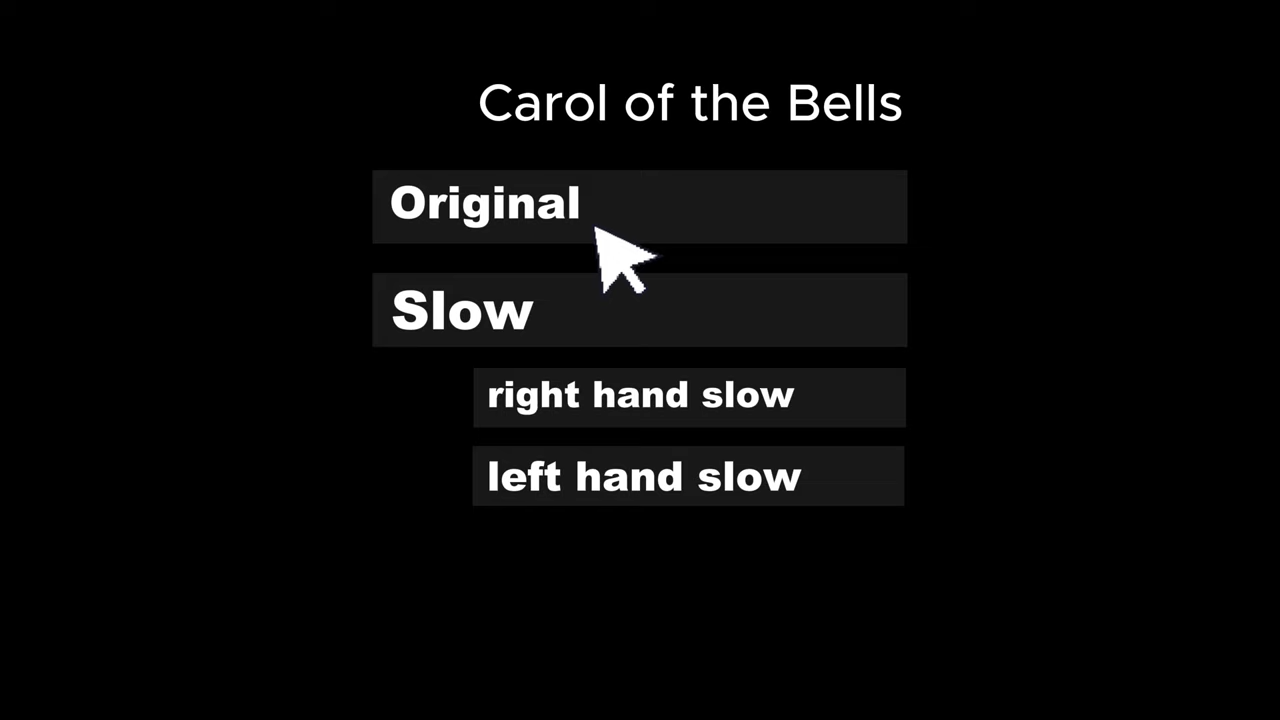 Carol of the Bells
Original
Slow
right hand slow
left hand slow